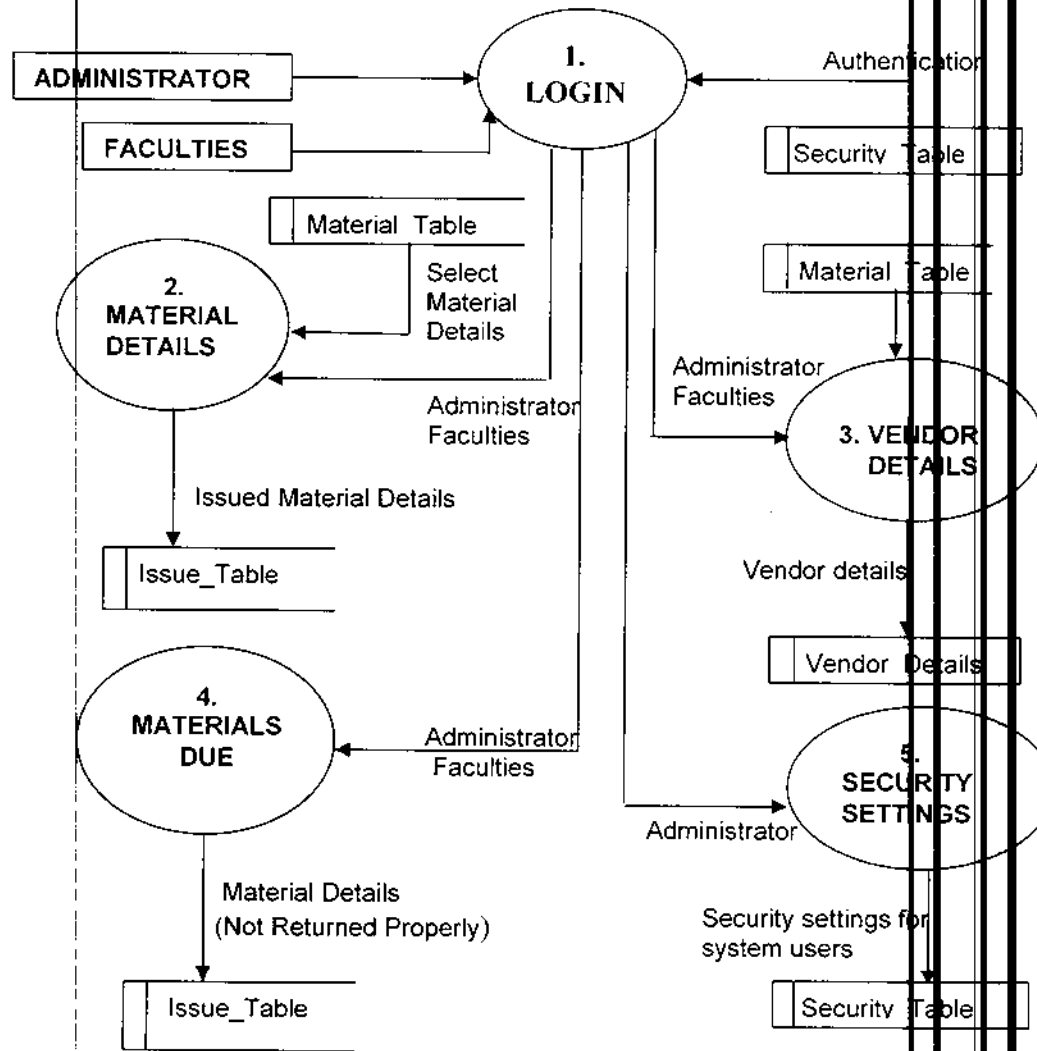 1.
LOGIN
Authentication
ADMINISTRATOR
FACULTIES
Security Table
Material Table
Select
Material
Details
Material Table
2.
MATERIAL
DETAILS
Administrator
Faculties
Administrator
Faculties
3. VENDOR
DETAILS
Issued Material Details
Issue_Table
Vendor details
Vendor Details
4.
MATERIALS
DUE
Administrator
Faculties
5.
SECURITY
SETTINGS
Administrator
Material Details
(Not Returned Properly)
Security settings for
system users
Issue_Table
Security Table